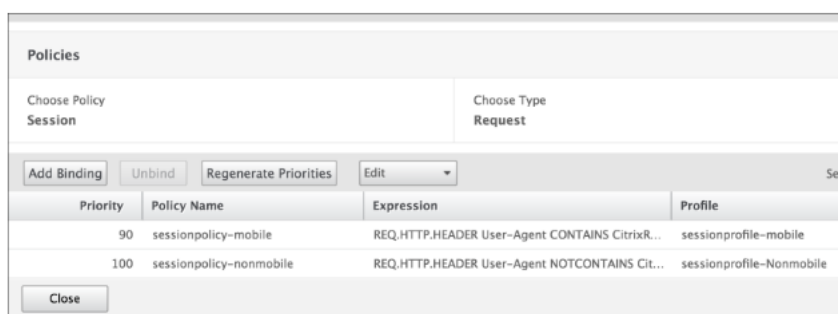 Policies
Choose Policy
Choose Type
Session
Request
Add Binding
Unbind
Regenerate Priorities
Edit
Se
Priority Policy Name Expression Profile
90 sessionpolicy-mobile REQ.HTTP.HEADER User-Agent CONTAINS CitrixR... sessionprofile-mobile
100 sessionpolicy-nonmobile REQ.HTTP.HEADER User-Agent NOTCONTAINS Cit... sessionprofile-Nonmobile
Close